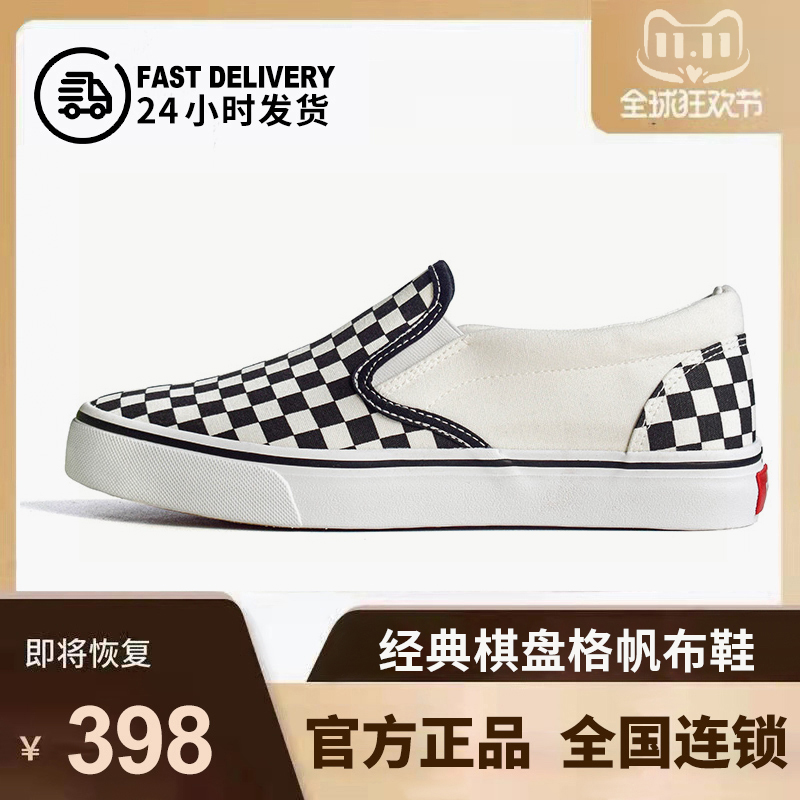 FAST DELIVERY
24小时发货
11.11
全球狂欢节
即将恢复
经典棋盘格帆布鞋
¥ 398
官方正品 全国连锁